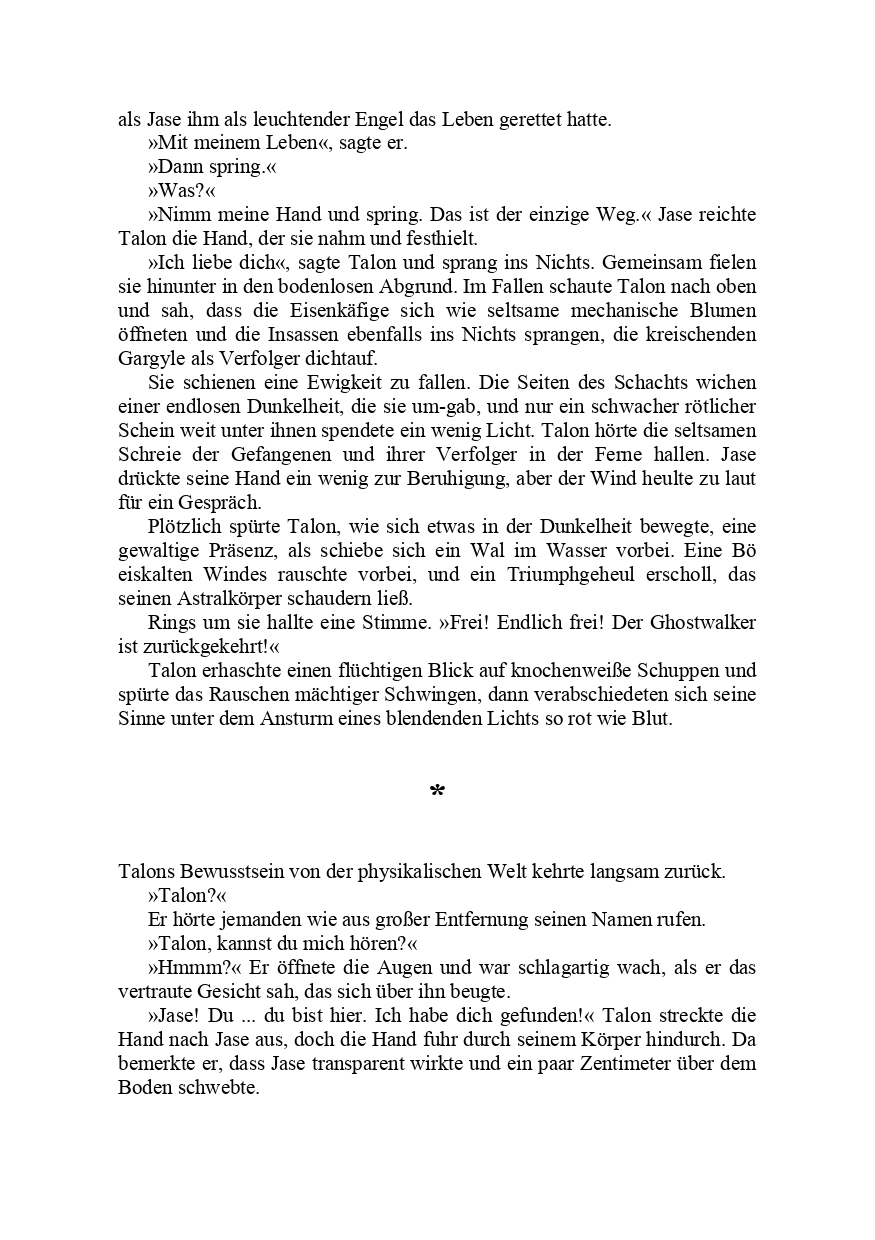 als Jase ihm als leuchtender Engel das Leben gerettet hatte.
»Mit meinem Leben«, sagte er.
»Dann spring.«
»Was?«
»Nimm meine Hand und spring. Das ist der einzige Weg.« Jase reichte
Talon die Hand, der sie nahm und festhielt.
»Ich liebe dich«, sagte Talon und sprang ins Nichts. Gemeinsam fielen
sie hinunter in den bodenlosen Abgrund. Im Fallen schaute Talon nach oben
und sah, dass die Eisenkäfige sich wie seltsame mechanische Blumen
öffneten und die Insassen ebenfalls ins Nichts sprangen, die kreischenden
Gargyle als Verfolger dichtauf.
Sie schienen eine Ewigkeit zu fallen. Die Seiten des Schachts wichen
einer endlosen Dunkelheit, die sie um-gab, und nur ein schwacher rötlicher
Schein weit unter ihnen spendete ein wenig Licht. Talon hörte die seltsamen
Schreie der Gefangenen und ihrer Verfolger in der Ferne hallen. Jase
drückte seine Hand ein wenig zur Beruhigung, aber der Wind heulte zu laut
für ein Gespräch.
Plötzlich spürte Talon, wie sich etwas in der Dunkelheit bewegte, eine
gewaltige Präsenz, als schiebe sich ein Wal im Wasser vorbei. Eine Bö
eiskalten Windes rauschte vorbei, und ein Triumphgeheul erscholl, das
seinen Astralkörper schaudern ließ.
Rings um sie hallte eine Stimme. »Frei! Endlich frei! Der Ghostwalker
ist zurückgekehrt!«
Talon erhaschte einen flüchtigen Blick auf knochenweiße Schuppen und
spürte das Rauschen mächtiger Schwingen, dann verabschiedeten sich seine
Sinne unter dem Ansturm eines blendenden Lichts so rot wie Blut.
*
Talons Bewusstsein von der physikalischen Welt kehrte langsam zurück.
»Talon?«
Er hörte jemanden wie aus großer Entfernung seinen Namen rufen.
»Talon, kannst du mich hören?«
»Hmmm?« Er öffnete die Augen und war schlagartig wach, als er das
vertraute Gesicht sah, das sich über ihn beugte.
»Jase! Du ... du bist hier. Ich habe dich gefunden!« Talon streckte die
Hand nach Jase aus, doch die Hand fuhr durch seinem Körper hindurch. Da
bemerkte er, dass Jase transparent wirkte und ein paar Zentimeter über dem
Boden schwebte.